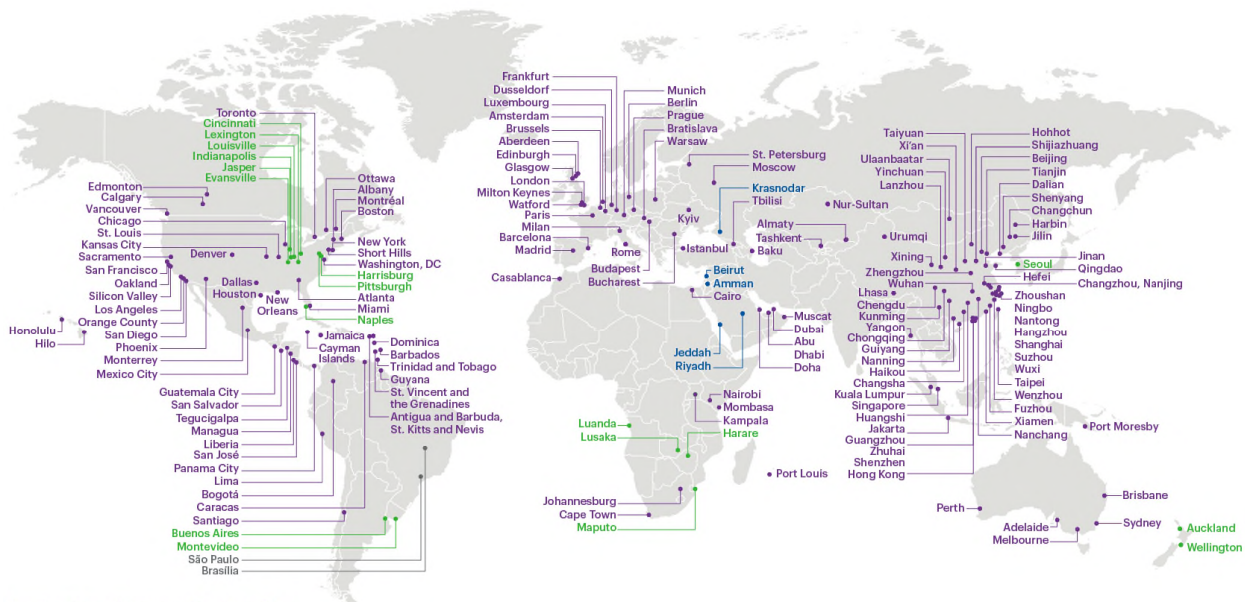 Toronto
Cincinnati
Lexington
Louisville
Indianapolis
Jasper
Evansville
Edmonton
Calgary
Vancouver
Chicago
St. Louis
Kansas City
Sacramento
San Francisco
Oakland
Silicon Valley
Los Angeles
Orange County
San Diego
Phoenix
Monterrey
Mexico City
Denver
Dallas
Houston
New
Orleans
Honolulu
Hilo
Ottawa
Albany
Montréal
Boston
New York
Short Hills
Washington, DC
Harrisburg
Pittsburgh
Atlanta
Miami
Naples
Jamaica
Cayman
Islands
Dominica
Barbados
Trinidad and Tobago
Guyana
St. Vincent and
the Grenadines
Antigua and Barbuda,
St. Kitts and Nevis
Guatemala City
San Salvador
Tegucigalpa
Managua
Liberia
San José
Panama City
Lima
Bogotá
Caracas
Santiago
Buenos Aires
Montevideo
São Paulo
Brasília
Frankfurt
Dusseldorf
Luxembourg
Amsterdam
Brussels
Aberdeen
Edinburgh
Glasgow
London
Milton Keynes
Watford
Paris
Milan
Barcelona
Madrid
Casablanca
Munich
Berlin
Prague
Bratislava
Warsaw
St. Petersburg
Moscow
Krasnodar
Tbilisi
Kyiv
Istanbul
Rome
Budapest
Bucharest
Baku
Nur-Sultan
Almaty
Tashkent
Beirut
Amman
Cairo
Jeddah
Riyadh
Muscat
Dubai
Abu
Dhabi
Doha
Nairobi
Mombasa
Kampala
Luanda
Lusaka
Harare
Port Louis
Johannesburg
Cape Town
Maputo
Taiyuan
Xi'an
Ulaanbaatar
Yinchuan
Lanzhou
Urumqi
Xining
Zhengzhou
Wuhan
Lhasa
Chengdu
Kunming
Yangon
Chongqing
Guiyang
Nanning
Haikou
Changsha
Kuala Lumpur
Singapore
Huangshi
Jakarta
Guangzhou
Zhuhai
Shenzhen
Hong Kong
Hohhot
Shijiazhuang
Beijing
Tianjin
Dalian
Shenyang
Changchun
Harbin
Jilin
Jinan
Seoul
Qingdao
Hefei
Changzhou, Nanjing
Zhoushan
Ningbo
Nantong
Hangzhou
Shanghai
Suzhou
Wuxi
Taipei
Wenzhou
Fuzhou
Xiamen
Nanchang
Port Moresby
Perth
Brisbane
Adelaide
Sydney
Melbourne
Auckland
Wellington